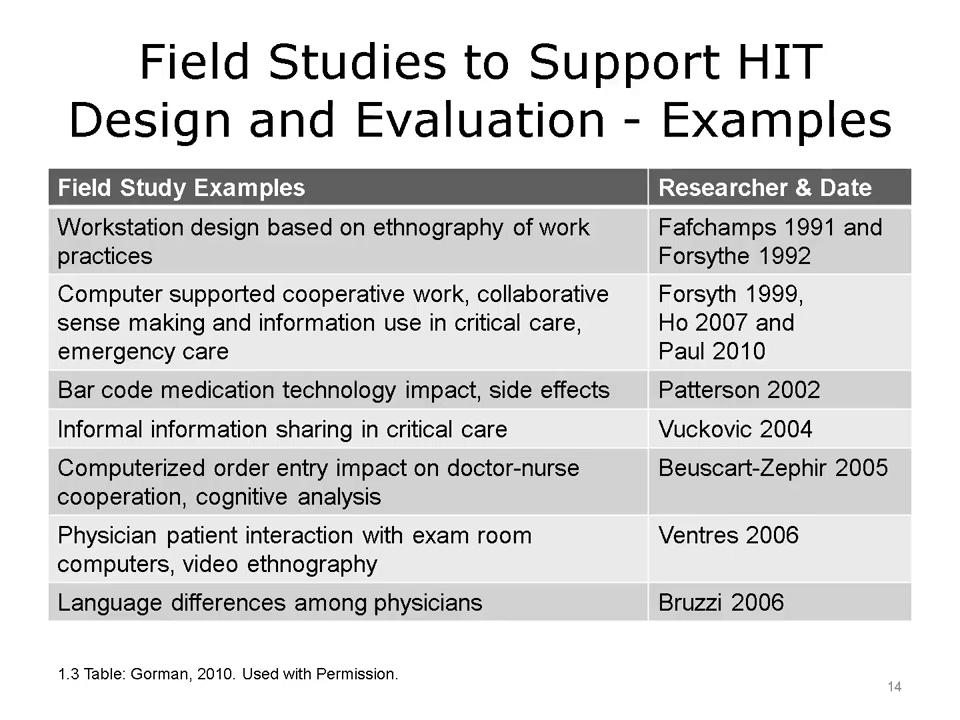 Field Studies to Support HIT
Design and Evaluation - Examples
Field Study Examples
Researcher & Date
Workstation design based on ethnography of work
practices
Fafchamps 1991 and
Forsythe 1992
Computer supported cooperative work, collaborative
sense making and information use in critical care,
emergency care
Forsyth 1999,
Ho 2007 and
Paul 2010
Bar code medication technology impact, side effects
Patterson 2002
Informal information sharing in critical care
Vuckovic 2004
Computerized order entry impact on doctor-nurse
cooperation, cognitive analysis
Beuscart-Zephir 2005
Physician patient interaction with exam room
computers, video ethnography
Ventres 2006
Language differences among physicians
Bruzzi 2006
1.3 Table: Gorman, 2010. Used with Permission.
14